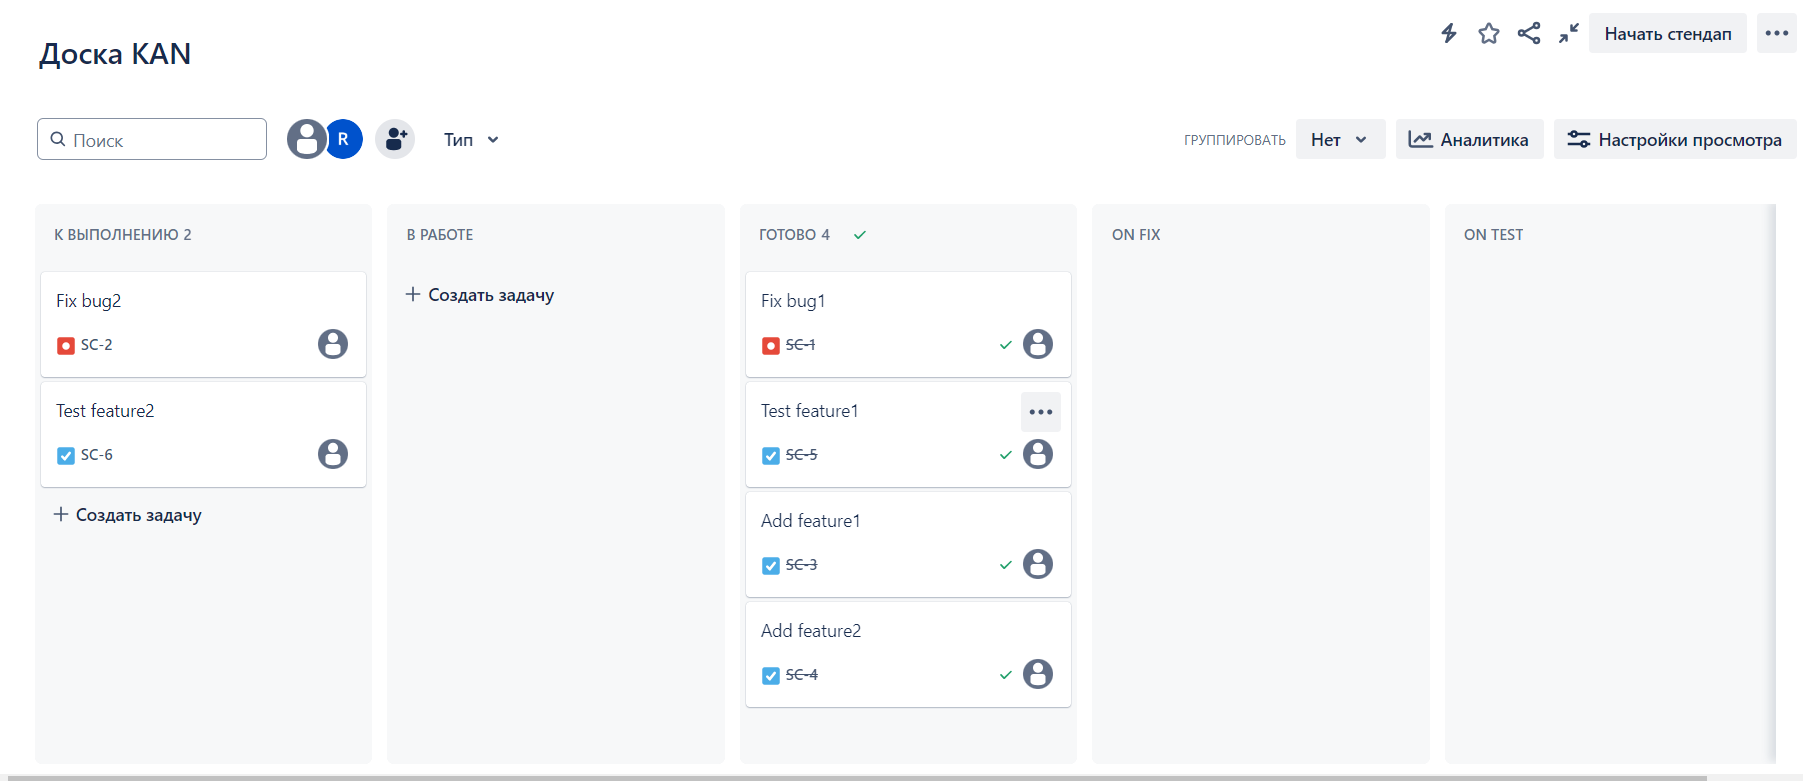 Начать стендап
Доска KAN
Поиск
R
Тип
ГРУППИРОВАТЬ
Нет
Аналитика
Настройки просмотра
К ВЫПОЛНЕНИЮ 2
Fix bug2
SC-2
Test feature2
SC-6
Создать задачу
В РАБОТЕ
Создать задачу
ГОТОВО 4
Fix bug1
SC-1
Test feature1
SC-5
Add feature1
SC-3
Add feature2
SC-4
ON FIX
ON TEST